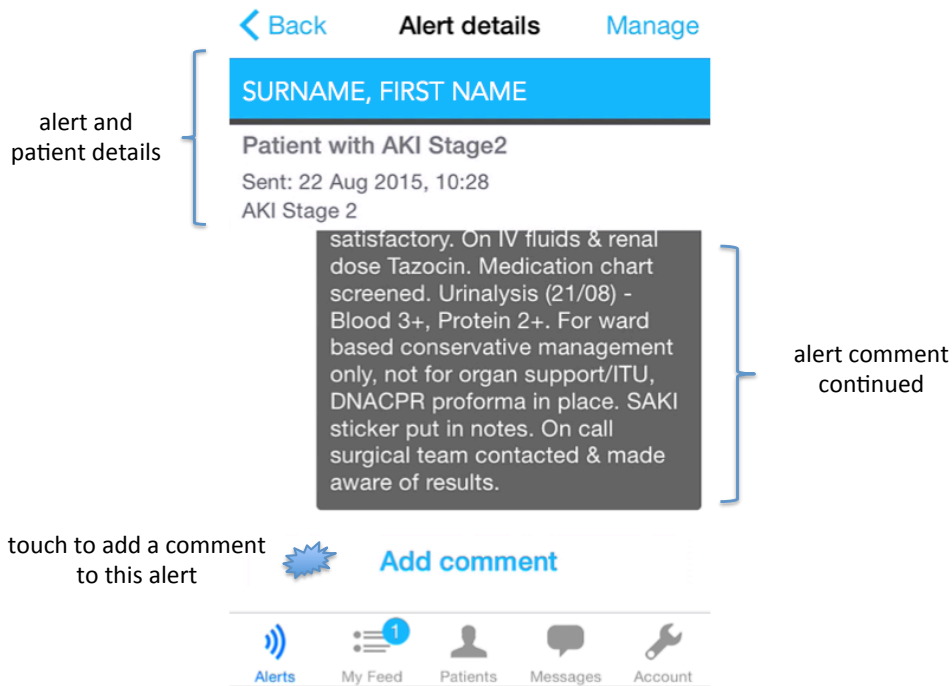 Back Alert details Manage
SURNAME, FIRST NAME
alert and
patient details
Patient with AKI Stage2
Sent: 22 Aug 2015, 10:28
AKI Stage 2
satisfactory. On IV fluids & renal
dose Tazocin. Medication chart
screened. Urinalysis (21/08) -
Blood 3+, Protein 2+. For ward
based conservative management
only, not for organ support/ITU,
DNACPR proforma in place. SAKI
sticker put in notes. On call
surgical team contacted & made
aware of results.
alert comment
continued
touch to add a comment
to this alert
Add comment
1
Alerts My Feed Patients Messages Account